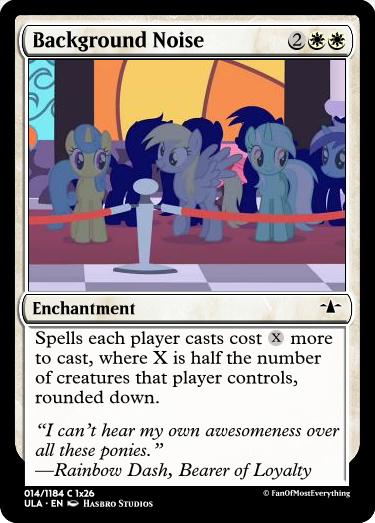 Background Noise 2
Enchantment
Spells each player casts cost X more
to cast, where X is half the number
of creatures that player controls,
rounded down.
“I can’t hear my own awesomeness over
all these ponies.”
—Rainbow Dash, Bearer of Loyalty
014/1184 C 1x26
ULA • EN Hasbro Studios
© FanOfMostEverything